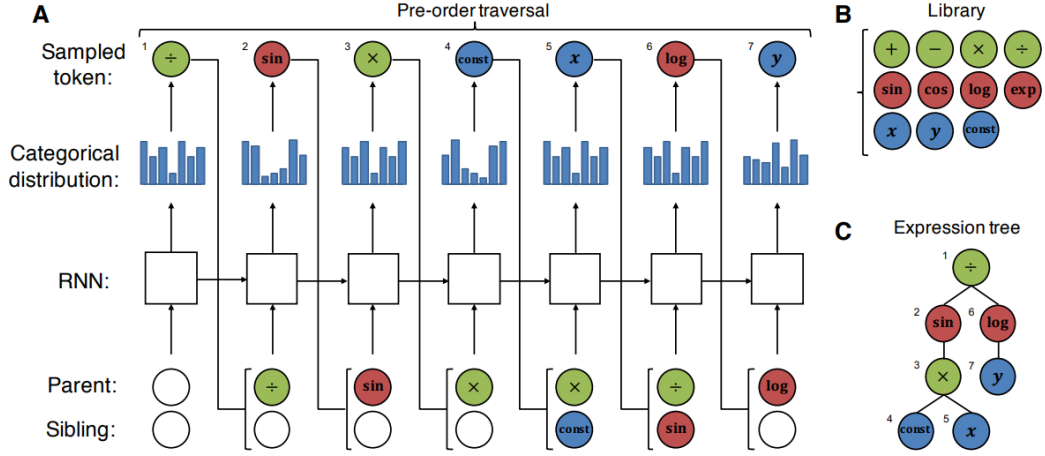 A
Pre-order traversal
Sampled token:
1 ÷
2 sin
3 ×
4 const
5 x
6 log
7 y
Categorical distribution:
RNN:
Parent:
÷
sin
×
×
÷
log
Sibling:
const
sin
B
Library
+ − × ÷
sin cos log exp
x y const
C
Expression tree
1 ÷
2 sin 6 log
3 × 7 y
4 const 5 x